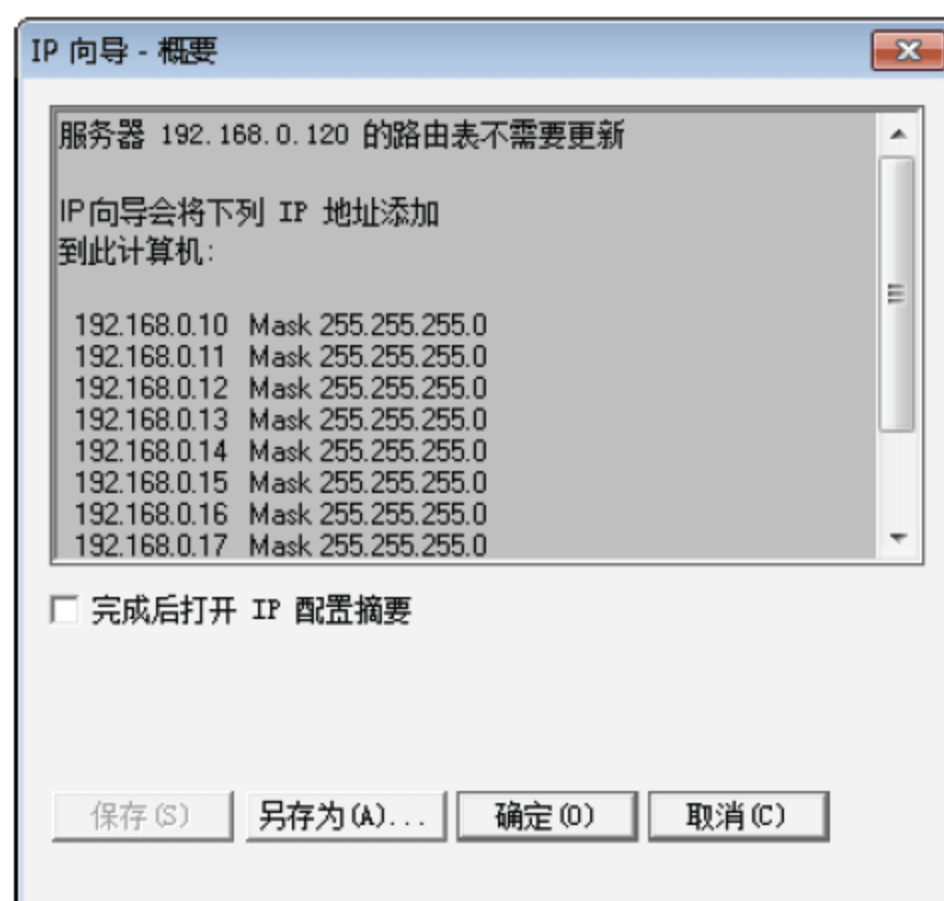 IP 向导 - 概要
服务器 192.168.0.120 的路由表不需要更新
IP向导会将下列 IP 地址添加
到此计算机:
192.168.0.10 Mask 255.255.255.0
192.168.0.11 Mask 255.255.255.0
192.168.0.12 Mask 255.255.255.0
192.168.0.13 Mask 255.255.255.0
192.168.0.14 Mask 255.255.255.0
192.168.0.15 Mask 255.255.255.0
192.168.0.16 Mask 255.255.255.0
192.168.0.17 Mask 255.255.255.0
完成后打开 IP 配置摘要
保存(S) 另存为(A)... 确定(O) 取消(C)